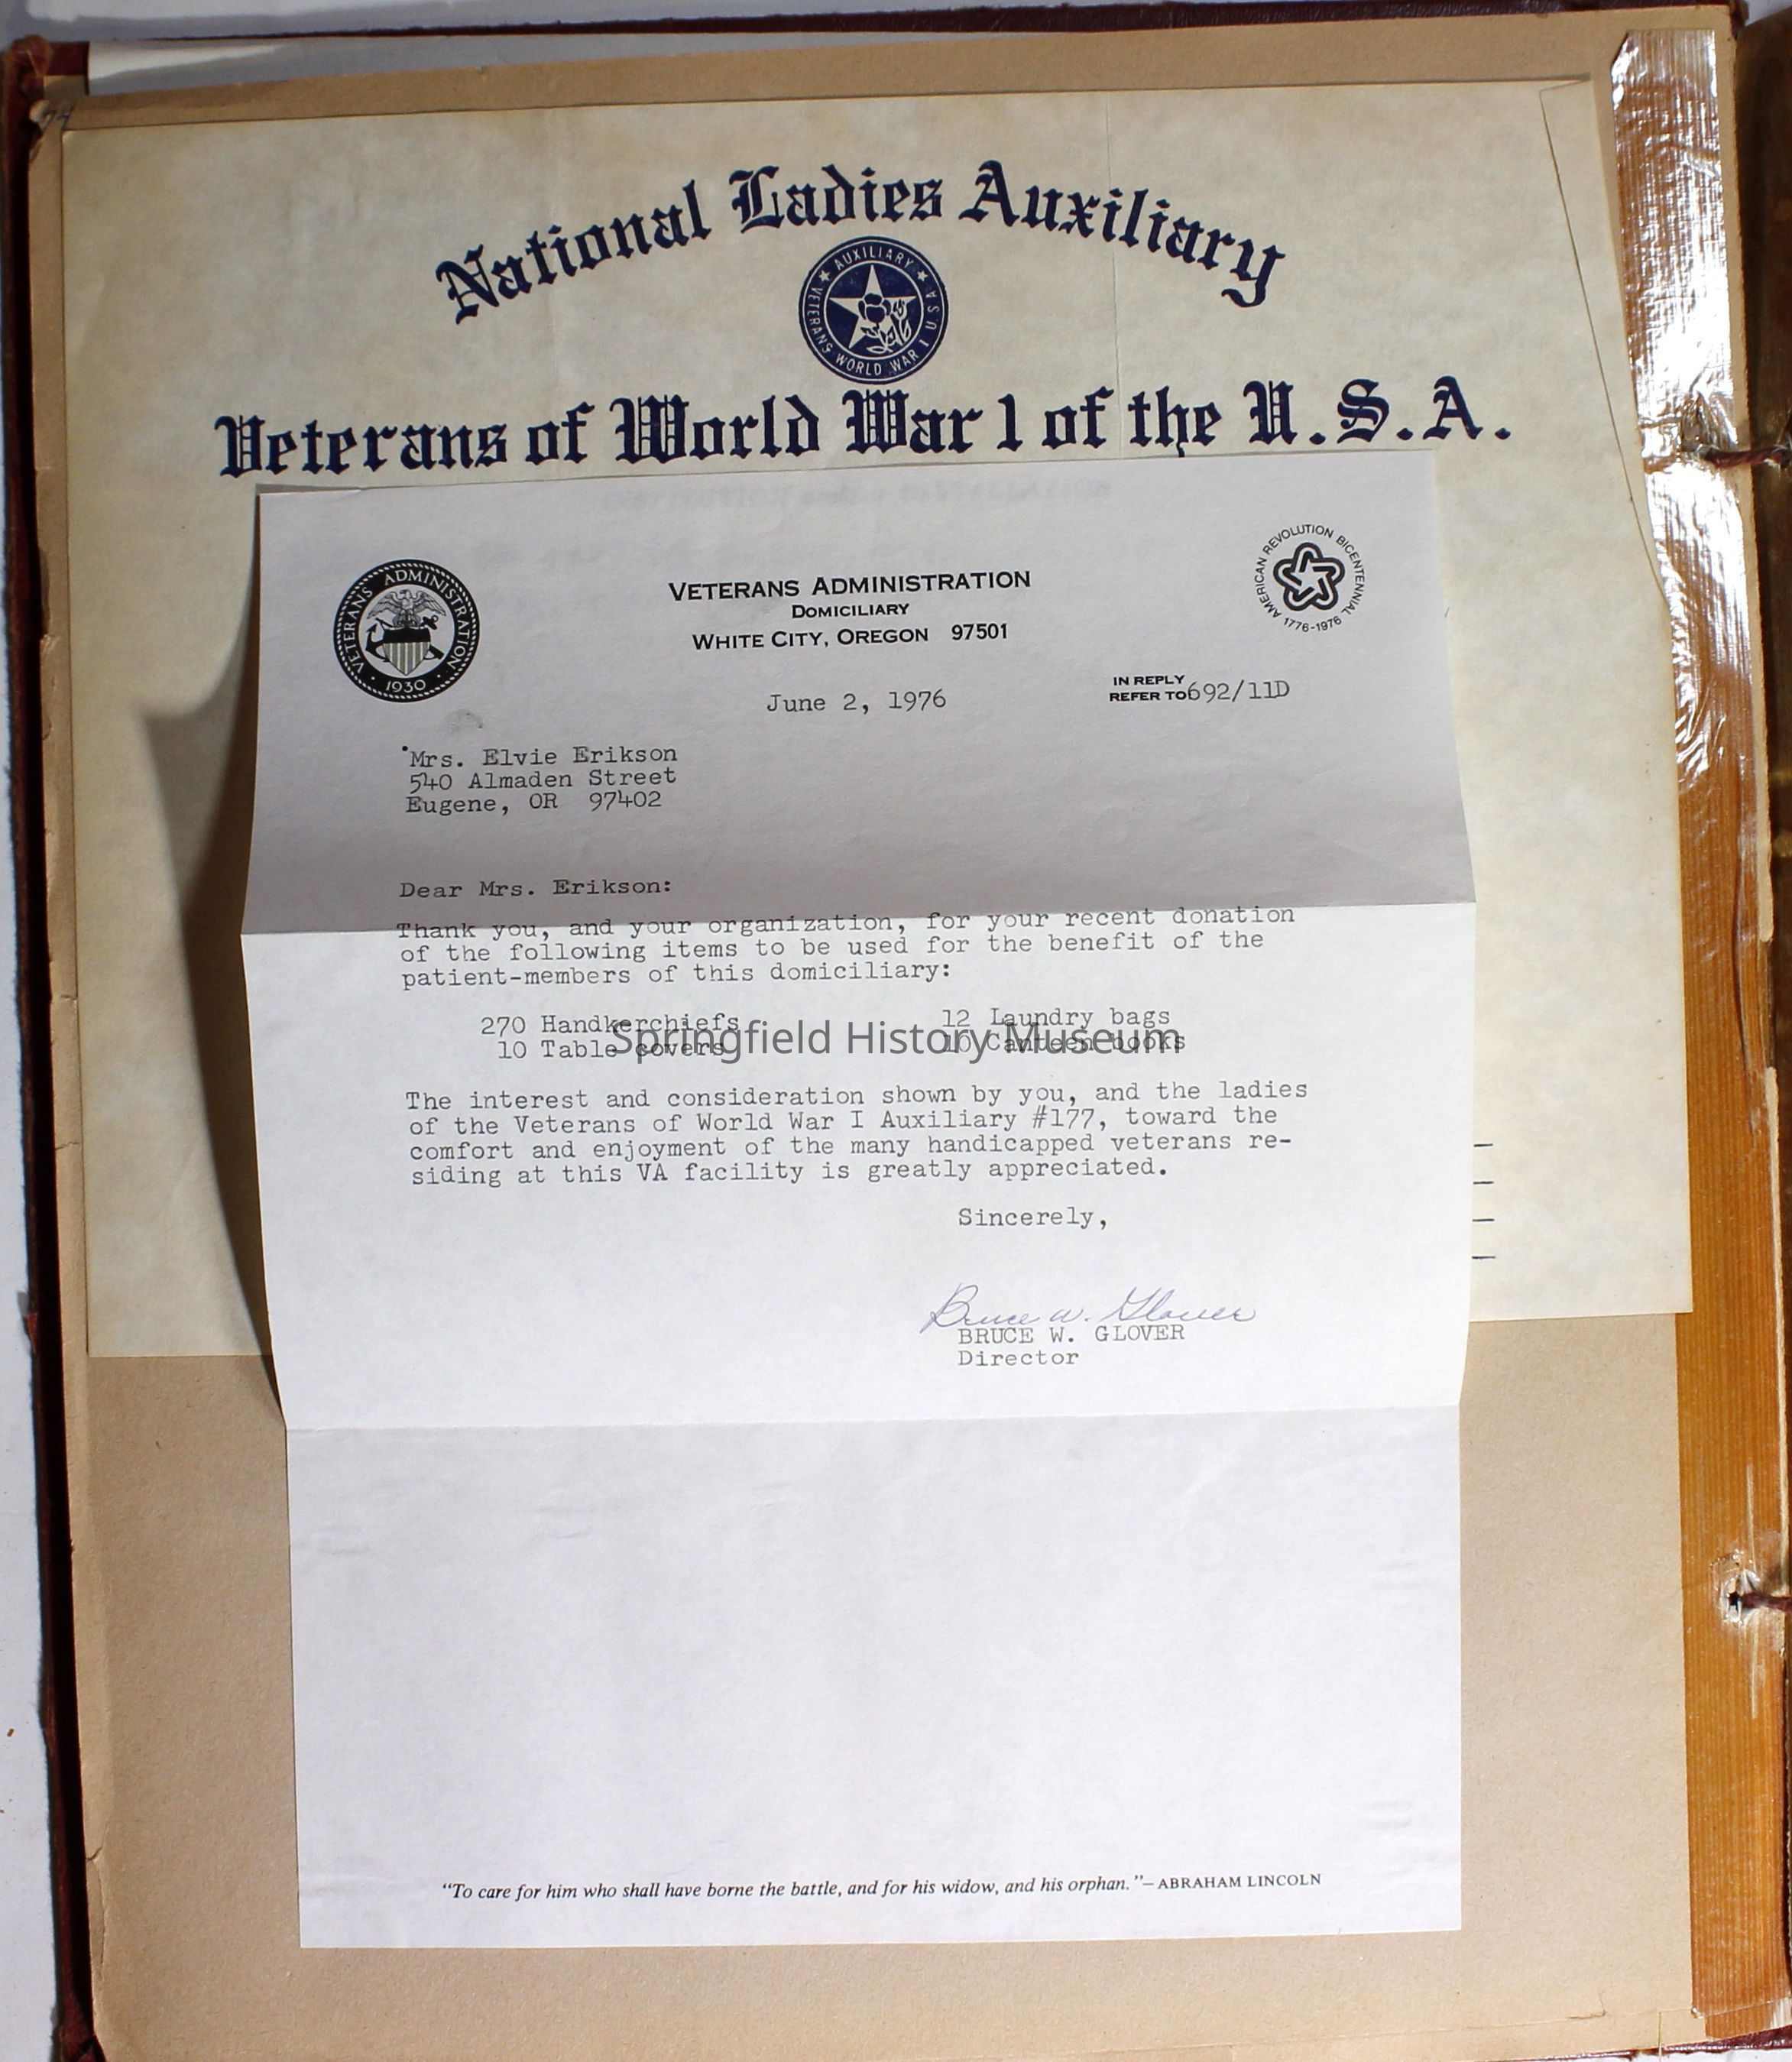 National Ladies Auxiliary
AUXILIARY
VETERANS WORLD WAR I U S A
Veterans of World War 1 of the U.S.A.
VETERANS ADMINISTRATION
1930
VETERANS ADMINISTRATION
DOMICILIARY
WHITE CITY, OREGON 97501
AMERICAN REVOLUTION BICENTENNIAL
1776-1976
June 2, 1976
IN REPLY
REFER TO 692/11D
Mrs. Elvie Erikson
540 Almaden Street
Eugene, OR 97402
Dear Mrs. Erikson:
Thank you, and your organization, for your recent donation
of the following items to be used for the benefit of the
patient-members of this domiciliary:
270 Handkerchiefs 12 Laundry bags
10 Table covers 10 Canteen books
Springfield History Museum
The interest and consideration shown by you, and the ladies
of the Veterans of World War I Auxiliary #177, toward the
comfort and enjoyment of the many handicapped veterans re-
siding at this VA facility is greatly appreciated.
Sincerely,
Bruce W. Glover
BRUCE W. GLOVER
Director
"To care for him who shall have borne the battle, and for his widow, and his orphan."—ABRAHAM LINCOLN